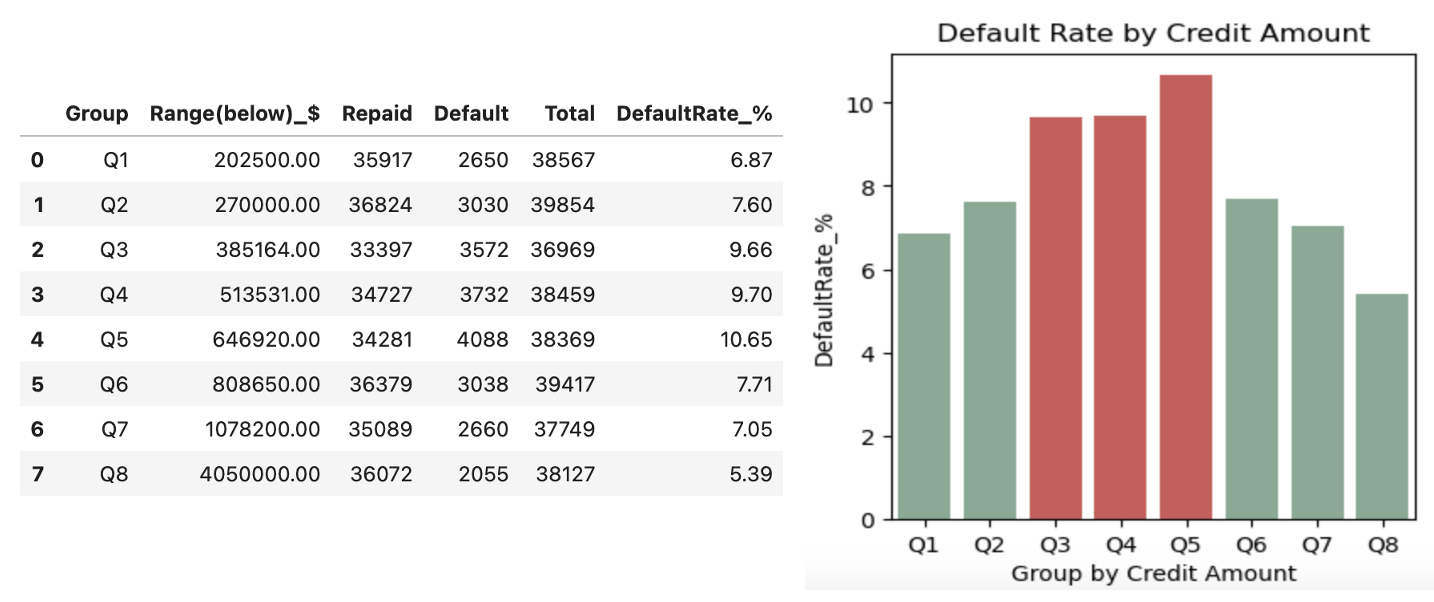 Group Range(below)_$ Repaid Default Total DefaultRate_%
0 Q1 202500.00 35917 2650 38567 6.87
1 Q2 270000.00 36824 3030 39854 7.60
2 Q3 385164.00 33397 3572 36969 9.66
3 Q4 513531.00 34727 3732 38459 9.70
4 Q5 646920.00 34281 4088 38369 10.65
5 Q6 808650.00 36379 3038 39417 7.71
6 Q7 1078200.00 35089 2660 37749 7.05
7 Q8 4050000.00 36072 2055 38127 5.39
Default Rate by Credit Amount
DefaultRate_%
10
8
6
4
2
0
Q1 Q2 Q3 Q4 Q5 Q6 Q7 Q8
Group by Credit Amount